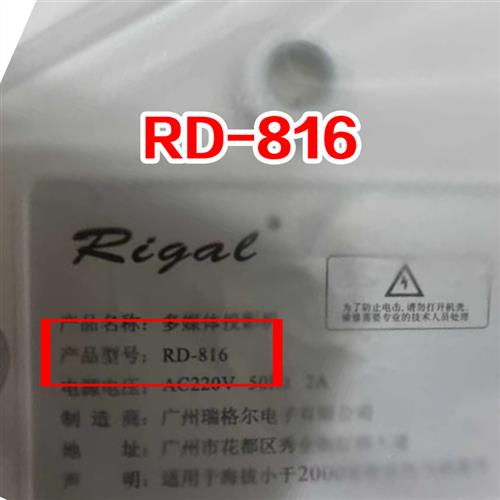 RD-816
Rigal®
为了防止电击,请勿打开机壳,
被维需要专业的技术人员处理
产品名称: 多媒体投影机
产品型号: RD-816
电源电压: AC220V 50Hz 2A
制 造 商: 广州瑞格尔电子有限公司
地 址: 广州市花都区秀全
声 明: 适用于海拔小于2000